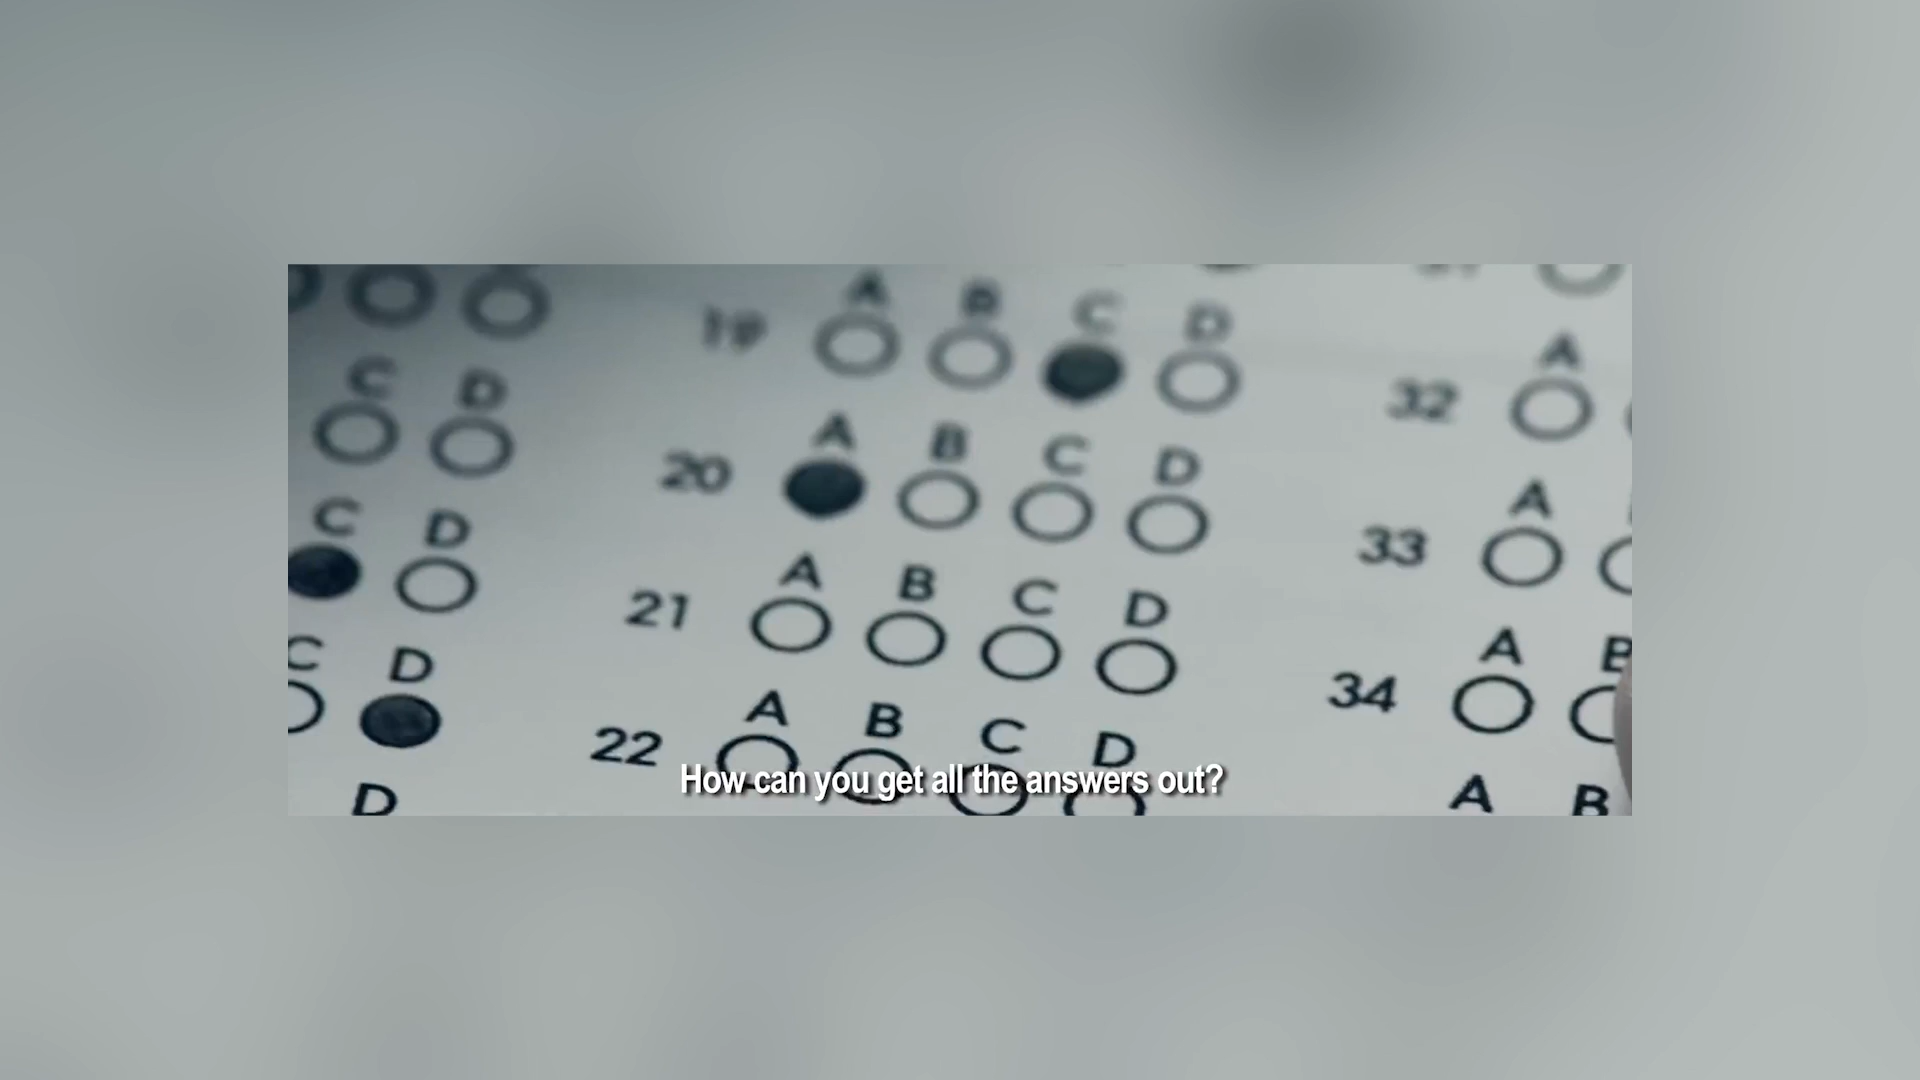 19 A B C D
C D
20 A B C D
32 A
C D
21 A B C D
33 A
C D
22 A B C D
34 A B
D
A B
How can you get all the answers out?